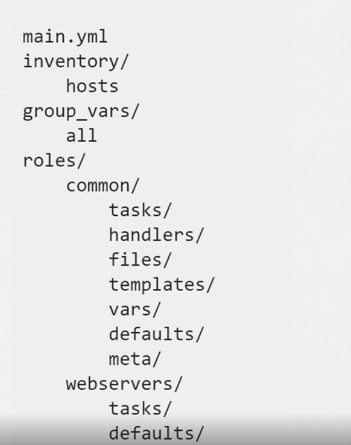 main.yml
inventory/
hosts
group_vars/
all
roles/
common/
tasks/
handlers/
files/
templates/
vars/
defaults/
meta/
webservers/
tasks/
defaults/